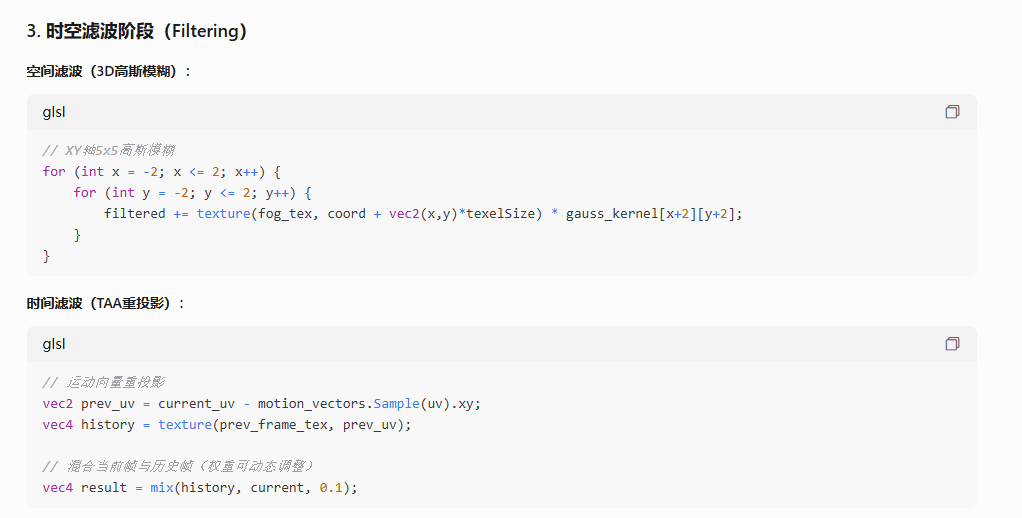 3. 时空滤波阶段（Filtering）
空间滤波（3D高斯模糊）：
glsl
// XY轴5x5高斯模糊
for (int x = -2; x <= 2; x++) {
    for (int y = -2; y <= 2; y++) {
        filtered += texture(fog_tex, coord + vec2(x,y)*texelSize) * gauss_kernel[x+2][y+2];
    }
}
时间滤波（TAA重投影）：
glsl
// 运动向量重投影
vec2 prev_uv = current_uv - motion_vectors.Sample(uv).xy;
vec4 history = texture(prev_frame_tex, prev_uv);
// 混合当前帧与历史帧（权重可动态调整）
vec4 result = mix(history, current, 0.1);